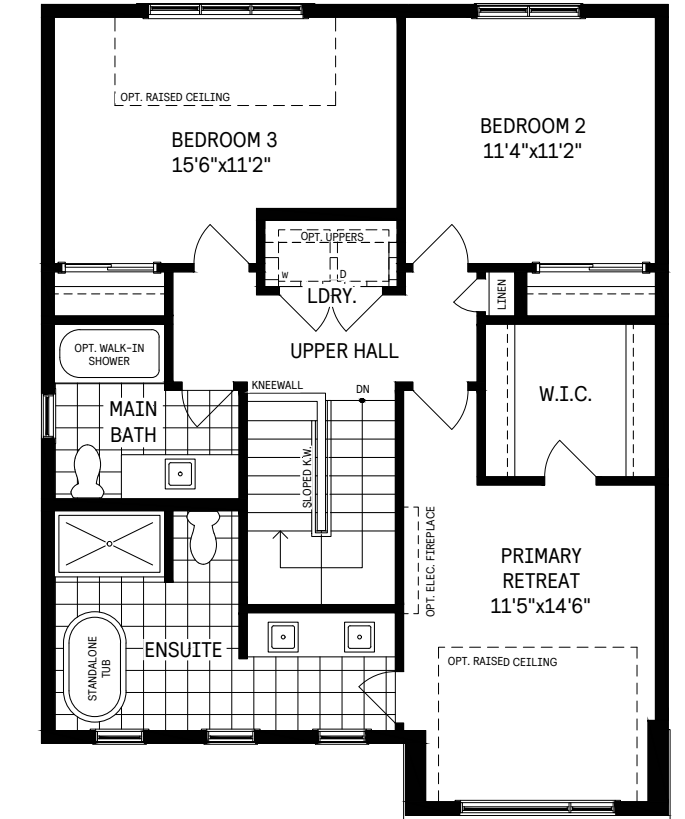 OPT. RAISED CEILING
BEDROOM 3
15'6"x11'2"
BEDROOM 2
11'4"x11'2"
OPT. UPPERS
W
D
LDRY.
LINEN
UPPER HALL
OPT. WALK-IN
SHOWER
KNEEWALL
DN
W.I.C.
MAIN
BATH
SLOPED K.W.
OPT. ELEC. FIREPLACE
PRIMARY
RETREAT
11'5"x14'6"
ENSUITE
STANDALONE
TUB
OPT. RAISED CEILING